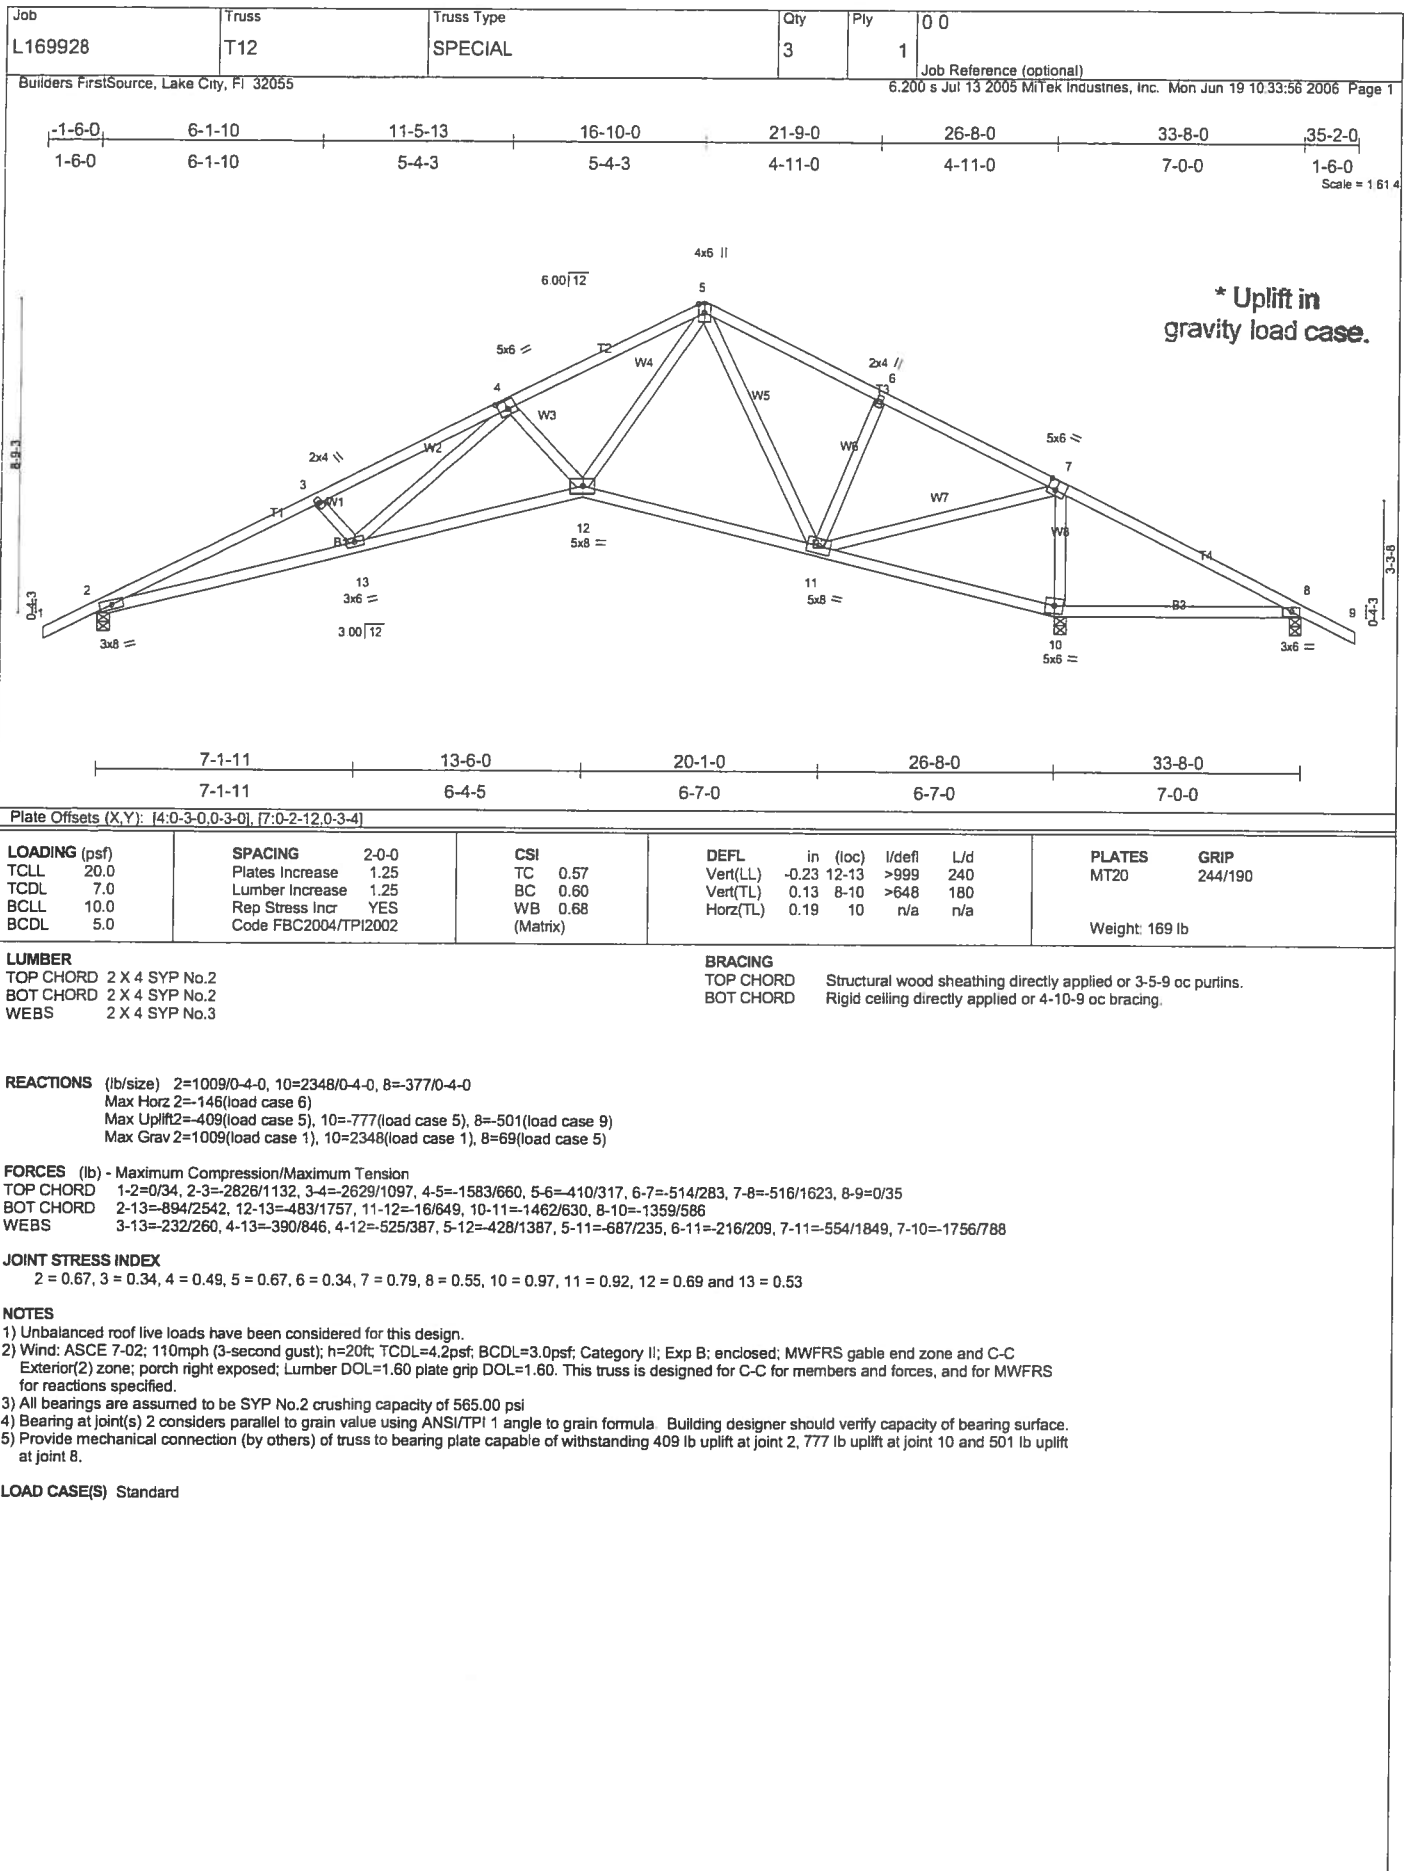 Job Truss Truss Type Qty Ply 0 0
L169928 T12 SPECIAL 3 1
Job Reference (optional)
Builders FirstSource, Lake City, Fl 32055 6.200 s Jul 13 2005 MiTek Industries, Inc. Mon Jun 19 10:33:56 2006 Page 1
-1-6-0 6-1-10 11-5-13 16-10-0 21-9-0 26-8-0 33-8-0 35-2-0
1-6-0 6-1-10 5-4-3 5-4-3 4-11-0 4-11-0 7-0-0 1-6-0
Scale = 1:61.4
4x6 ||
6.00 12
5
* Uplift in
gravity load case.
5x6 =
T2
W4
2x4 //
6
T3
4
W3
W5
2x4 \\
W2
W6
5x6 =
7
8-9-3
3
W1
T1
W7
B1
12
5x8 =
B2
W8
T4
3-3-8
2
13
3x6 =
11
5x8 =
B3
8
0-4-3
1
9
0-4-3
3x8 =
3.00 12
10
5x6 =
3x6 =
7-1-11 13-6-0 20-1-0 26-8-0 33-8-0
7-1-11 6-4-5 6-7-0 6-7-0 7-0-0
Plate Offsets (X,Y): [4:0-3-0,0-3-0], [7:0-2-12,0-3-4]
LOADING (psf) SPACING 2-0-0 CSI DEFL in (loc) l/defl L/d PLATES GRIP
TCLL 20.0 Plates Increase 1.25 TC 0.57 Vert(LL) -0.23 12-13 >999 240 MT20 244/190
TCDL 7.0 Lumber Increase 1.25 BC 0.60 Vert(TL) 0.13 8-10 >648 180
BCLL 10.0 Rep Stress Incr YES WB 0.68 Horz(TL) 0.19 10 n/a n/a
BCDL 5.0 Code FBC2004/TPI2002 (Matrix) Weight: 169 lb
LUMBER
TOP CHORD 2 X 4 SYP No.2
BOT CHORD 2 X 4 SYP No.2
WEBS 2 X 4 SYP No.3
BRACING
TOP CHORD Structural wood sheathing directly applied or 3-5-9 oc purlins.
BOT CHORD Rigid ceiling directly applied or 4-10-9 oc bracing.
REACTIONS (lb/size) 2=1009/0-4-0, 10=2348/0-4-0, 8=-377/0-4-0
Max Horz 2=-146(load case 6)
Max Uplift2=-409(load case 5), 10=-777(load case 5), 8=-501(load case 9)
Max Grav 2=1009(load case 1), 10=2348(load case 1), 8=69(load case 5)
FORCES (lb) - Maximum Compression/Maximum Tension
TOP CHORD 1-2=0/34, 2-3=-2826/1132, 3-4=-2629/1097, 4-5=-1583/660, 5-6=-410/317, 6-7=-514/283, 7-8=-516/1623, 8-9=0/35
BOT CHORD 2-13=-894/2542, 12-13=-483/1757, 11-12=-16/649, 10-11=-1462/630, 8-10=-1359/586
WEBS 3-13=-232/260, 4-13=-390/846, 4-12=-525/387, 5-12=-428/1387, 5-11=-687/235, 6-11=-216/209, 7-11=-554/1849, 7-10=-1756/788
JOINT STRESS INDEX
2 = 0.67, 3 = 0.34, 4 = 0.49, 5 = 0.67, 6 = 0.34, 7 = 0.79, 8 = 0.55, 10 = 0.97, 11 = 0.92, 12 = 0.69 and 13 = 0.53
NOTES
1) Unbalanced roof live loads have been considered for this design.
2) Wind: ASCE 7-02; 110mph (3-second gust); h=20ft; TCDL=4.2psf; BCDL=3.0psf; Category II; Exp B; enclosed; MWFRS gable end zone and C-C
Exterior(2) zone; porch right exposed; Lumber DOL=1.60 plate grip DOL=1.60. This truss is designed for C-C for members and forces, and for MWFRS
for reactions specified.
3) All bearings are assumed to be SYP No.2 crushing capacity of 565.00 psi
4) Bearing at joint(s) 2 considers parallel to grain value using ANSI/TPI 1 angle to grain formula. Building designer should verify capacity of bearing surface.
5) Provide mechanical connection (by others) of truss to bearing plate capable of withstanding 409 lb uplift at joint 2, 777 lb uplift at joint 10 and 501 lb uplift
at joint 8.
LOAD CASE(S) Standard